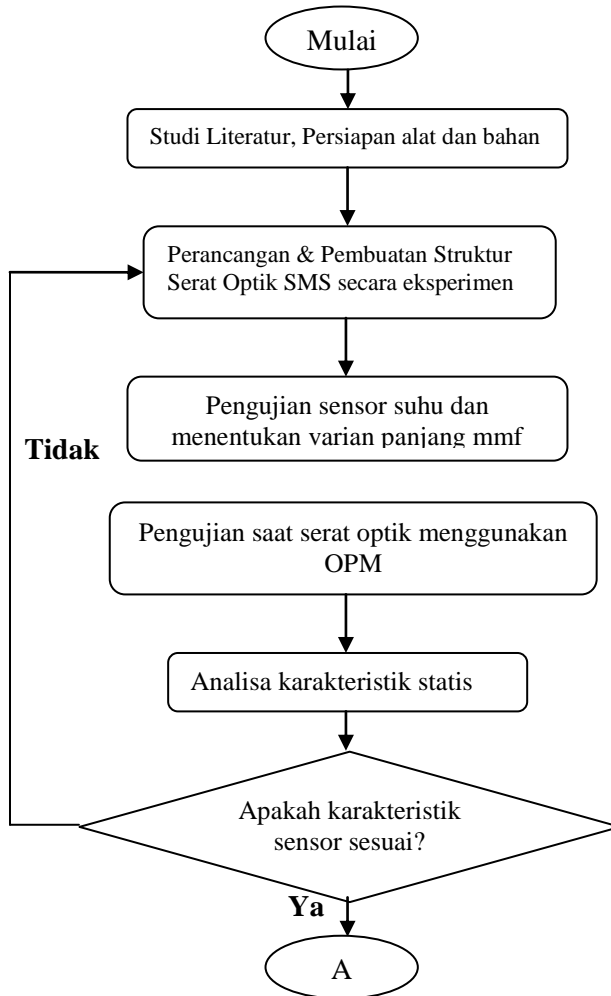 Mulai
Studi Literatur, Persiapan alat dan bahan
Perancangan & Pembuatan Struktur
Serat Optik SMS secara eksperimen
Pengujian sensor suhu dan
menentukan varian panjang mmf
Tidak
Pengujian saat serat optik menggunakan
OPM
Analisa karakteristik statis
Apakah karakteristik
sensor sesuai?
Ya
A